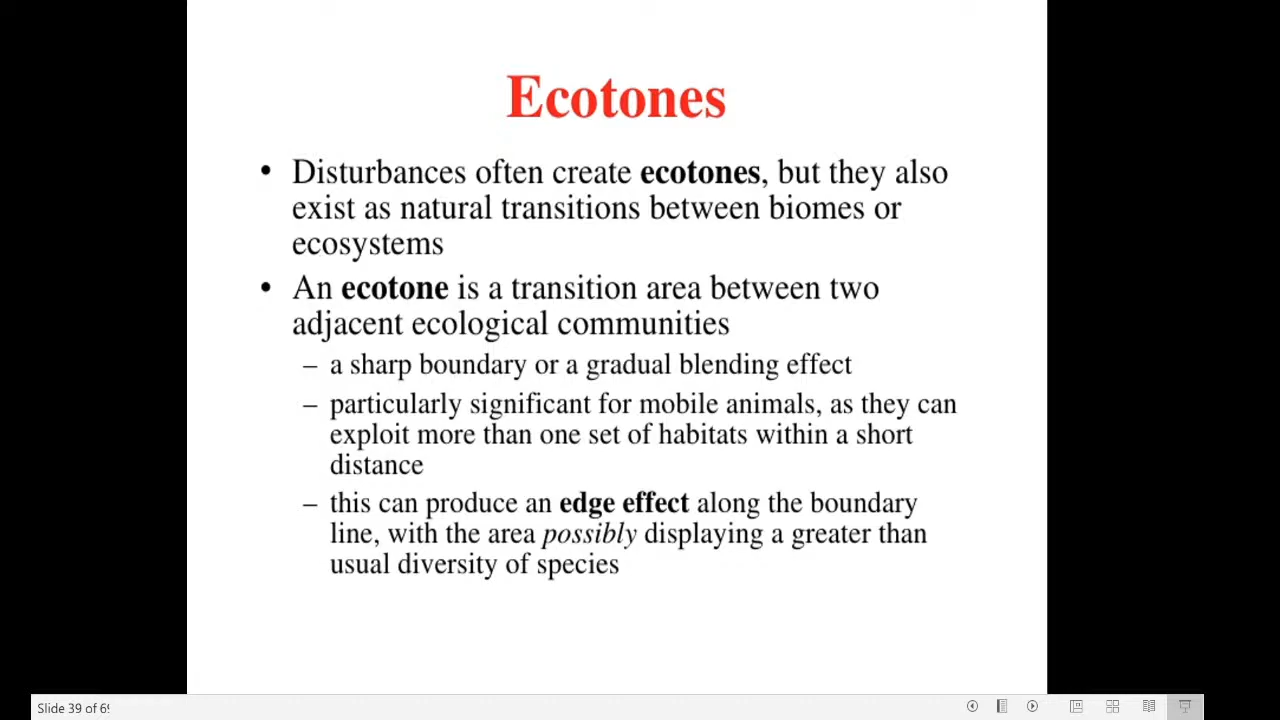 Ecotones
• Disturbances often create ecotones, but they also
exist as natural transitions between biomes or
ecosystems
• An ecotone is a transition area between two
adjacent ecological communities
– a sharp boundary or a gradual blending effect
– particularly significant for mobile animals, as they can
exploit more than one set of habitats within a short
distance
– this can produce an edge effect along the boundary
line, with the area possibly displaying a greater than
usual diversity of species
Slide 39 of